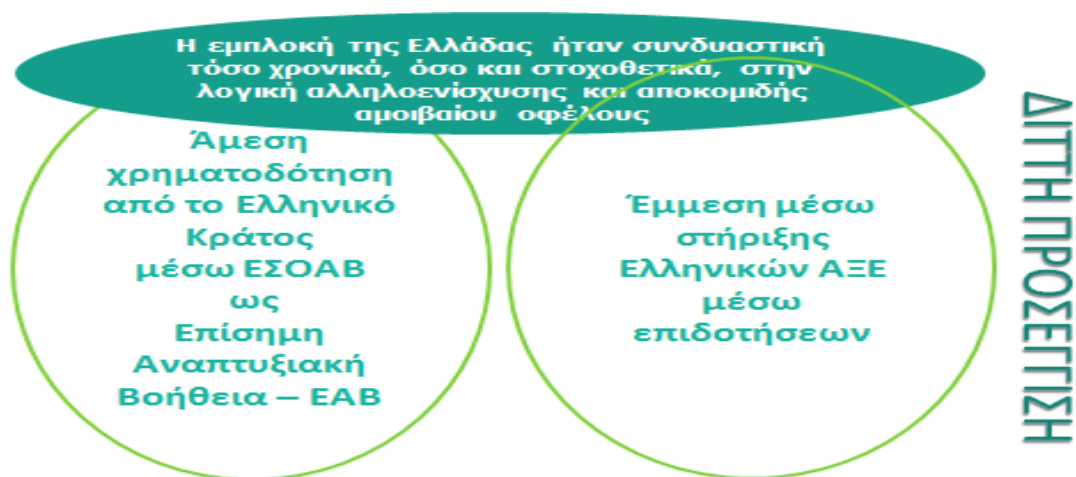 Η εμπλοκή της Ελλάδας ήταν συνδυαστική
τόσο χρονικά, όσο και στοχοθετικά, στην
λογική αλληλοενίσχυσης και αποκομιδής
αμοιβαίου οφέλους
Άμεση
χρηματοδότηση
από το Ελληνικό
Κράτος
μέσω ΕΣΟΑΒ
ως
Επίσημη
Αναπτυξιακή
Βοήθεια – ΕΑΒ
Έμμεση μέσω
στήριξης
Ελληνικών ΑΞΕ
μέσω
επιδοτήσεων
ΔΙΤΤΗ ΠΡΟΣΕΓΓΙΣΗ